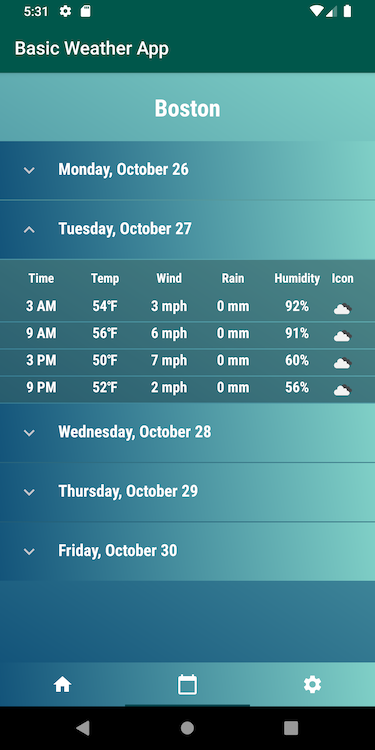 5:31
Basic Weather App
Boston
Monday, October 26
Tuesday, October 27
Time Temp Wind Rain Humidity Icon
3 AM 54°F 3 mph 0 mm 92%
9 AM 56°F 6 mph 0 mm 91%
3 PM 50°F 7 mph 0 mm 60%
9 PM 52°F 2 mph 0 mm 56%
Wednesday, October 28
Thursday, October 29
Friday, October 30